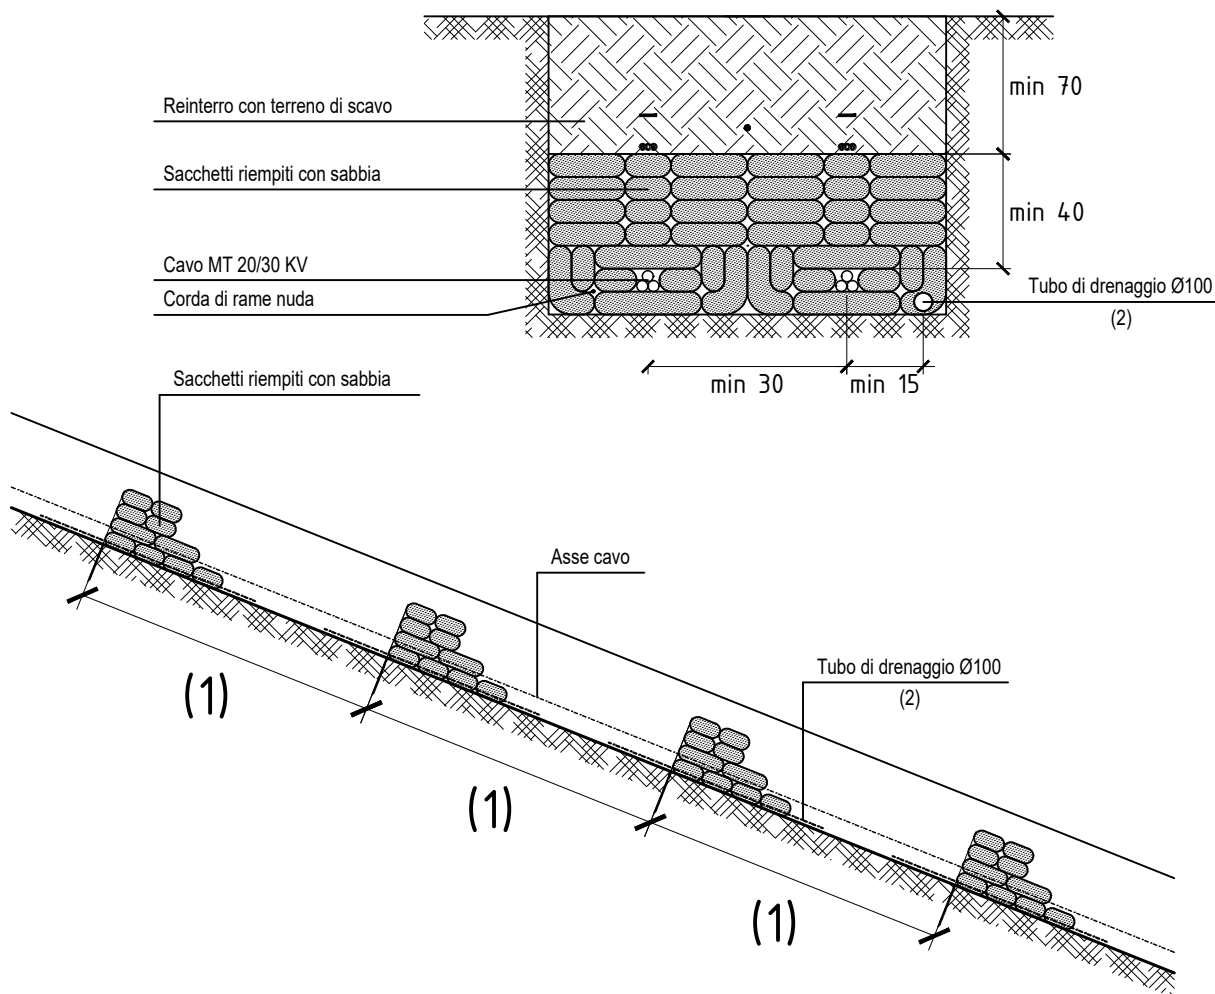 min 70
Reinterro con terreno di scavo
Sacchetti riempiti con sabbia
min 40
Cavo MT 20/30 KV
Corda di rame nuda
Tubo di drenaggio Ø100
(2)
min 30
min 15
Sacchetti riempiti con sabbia
Asse cavo
Tubo di drenaggio Ø100
(2)
(1)
(1)
(1)